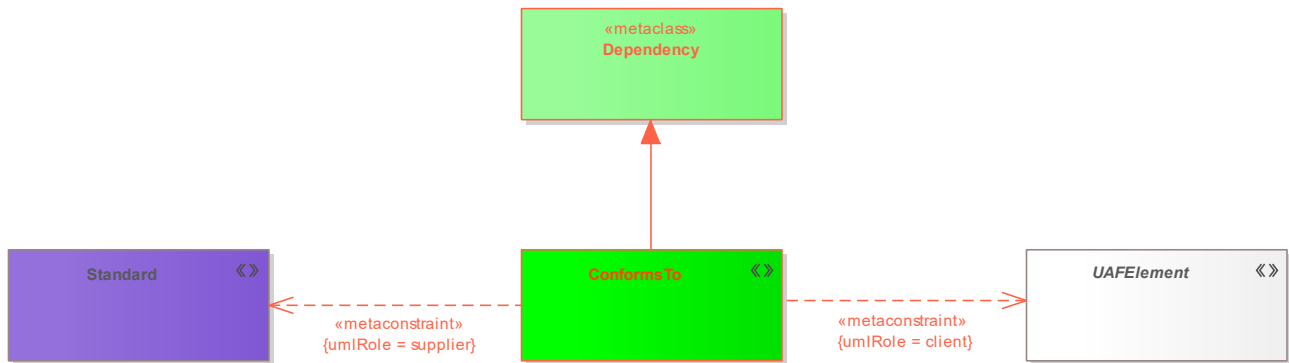 «metaclass»
Dependency
Standard
«»
ConformsTo
«»
UAFElement
«»
«metaconstraint»
{umlRole = supplier}
«metaconstraint»
{umlRole = client}